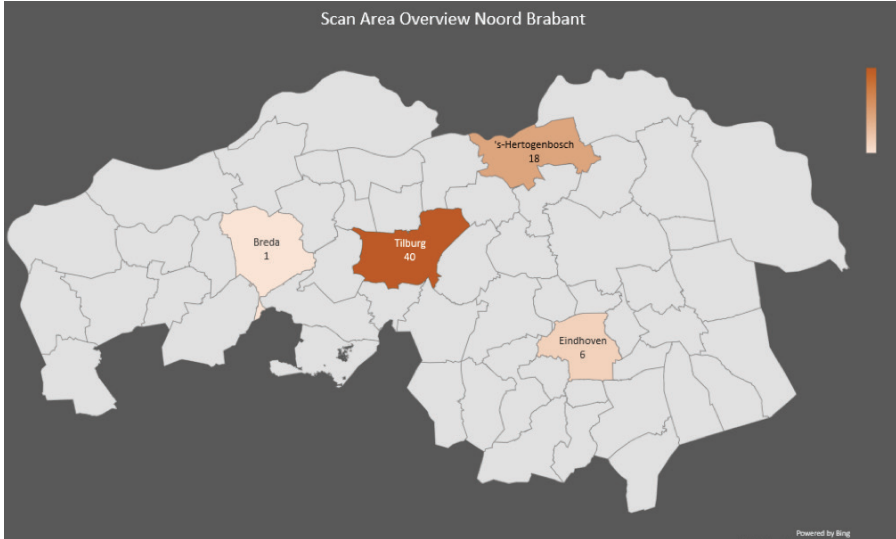 Scan Area Overview Noord Brabant
's-Hertogenbosch
18
Breda
1
Tilburg
40
Eindhoven
6
Powered by Bing